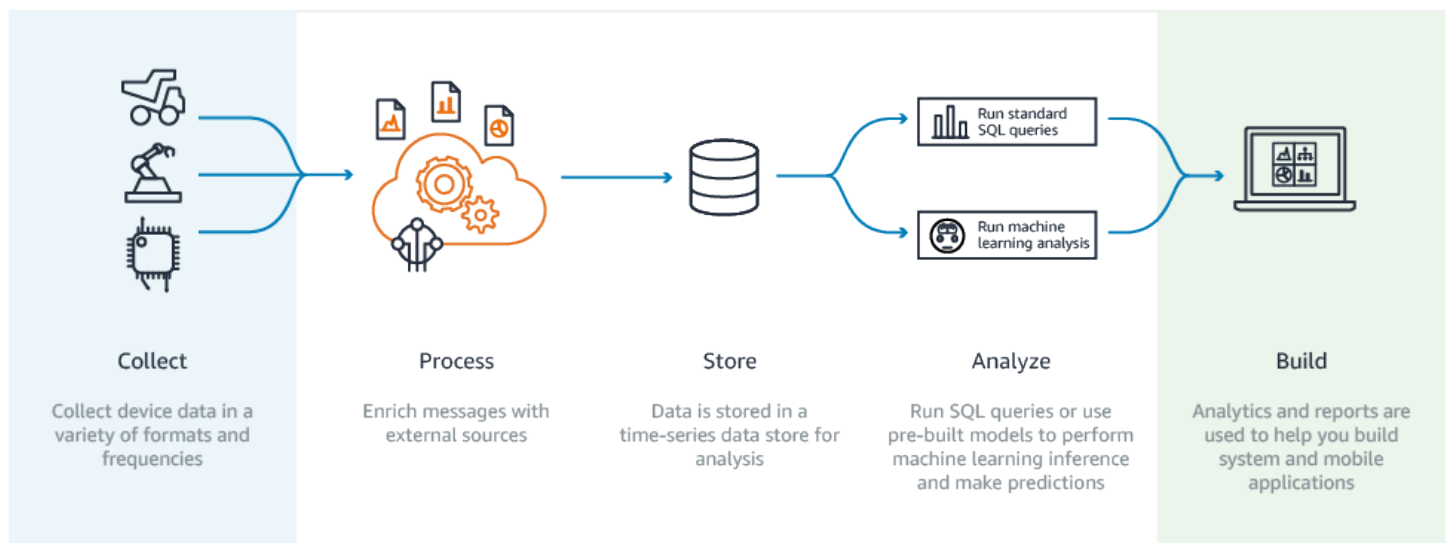 Run standard
SQL queries
Run machine
learning analysis
Collect
Collect device data in a
variety of formats and
frequencies
Process
Enrich messages with
external sources
Store
Data is stored in a
time-series data store for
analysis
Analyze
Run SQL queries or use
pre-built models to perform
machine learning inference
and make predictions
Build
Analytics and reports are
used to help you build
system and mobile
applications